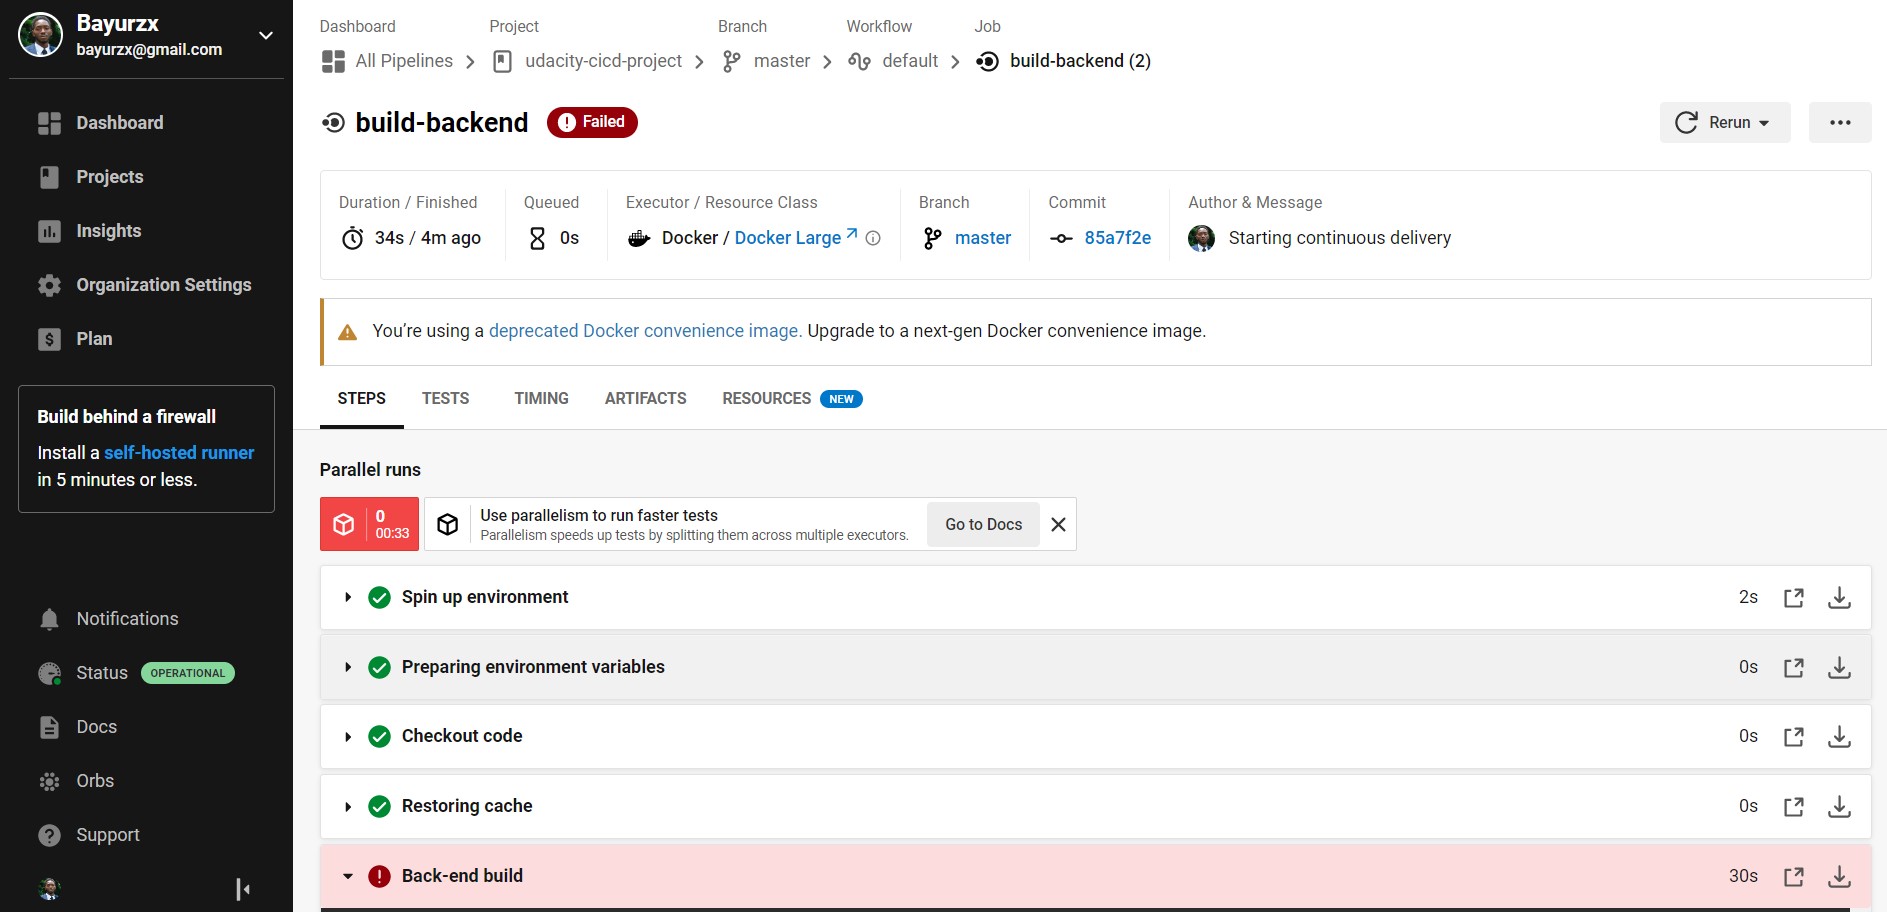 Bayurzx
bayurzx@gmail.com
Dashboard
Projects
Insights
Organization Settings
Plan
Build behind a firewall
Install a self-hosted runner
in 5 minutes or less.
Notifications
Status OPERATIONAL
Docs
Orbs
Support
Dashboard Project Branch Workflow Job
All Pipelines udacity-cicd-project master default build-backend (2)
build-backend Failed
Rerun
Duration / Finished Queued Executor / Resource Class Branch Commit Author & Message
34s / 4m ago 0s Docker / Docker Large master 85a7f2e Starting continuous delivery
You’re using a deprecated Docker convenience image. Upgrade to a next-gen Docker convenience image.
STEPS TESTS TIMING ARTIFACTS RESOURCES NEW
Parallel runs
0
00:33
Use parallelism to run faster tests
Parallelism speeds up tests by splitting them across multiple executors.
Go to Docs
Spin up environment 2s
Preparing environment variables 0s
Checkout code 0s
Restoring cache 0s
Back-end build 30s